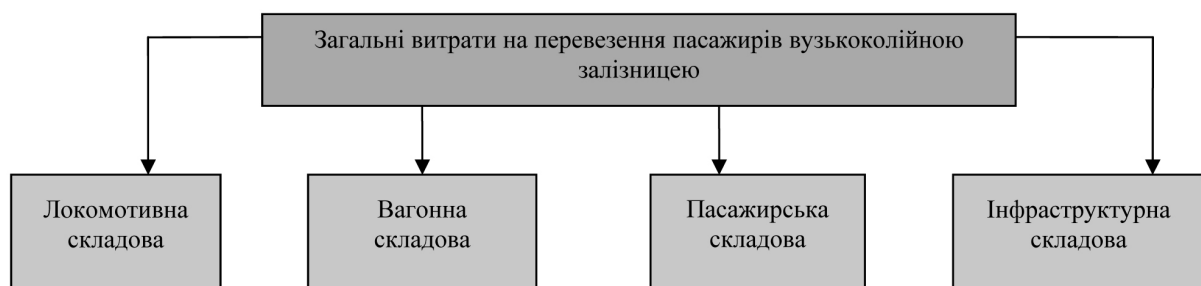 Загальні витрати на перевезення пасажирів вузькоколійною
залізницею
Локомотивна
складова
Вагонна
складова
Пасажирська
складова
Інфраструктурна
складова